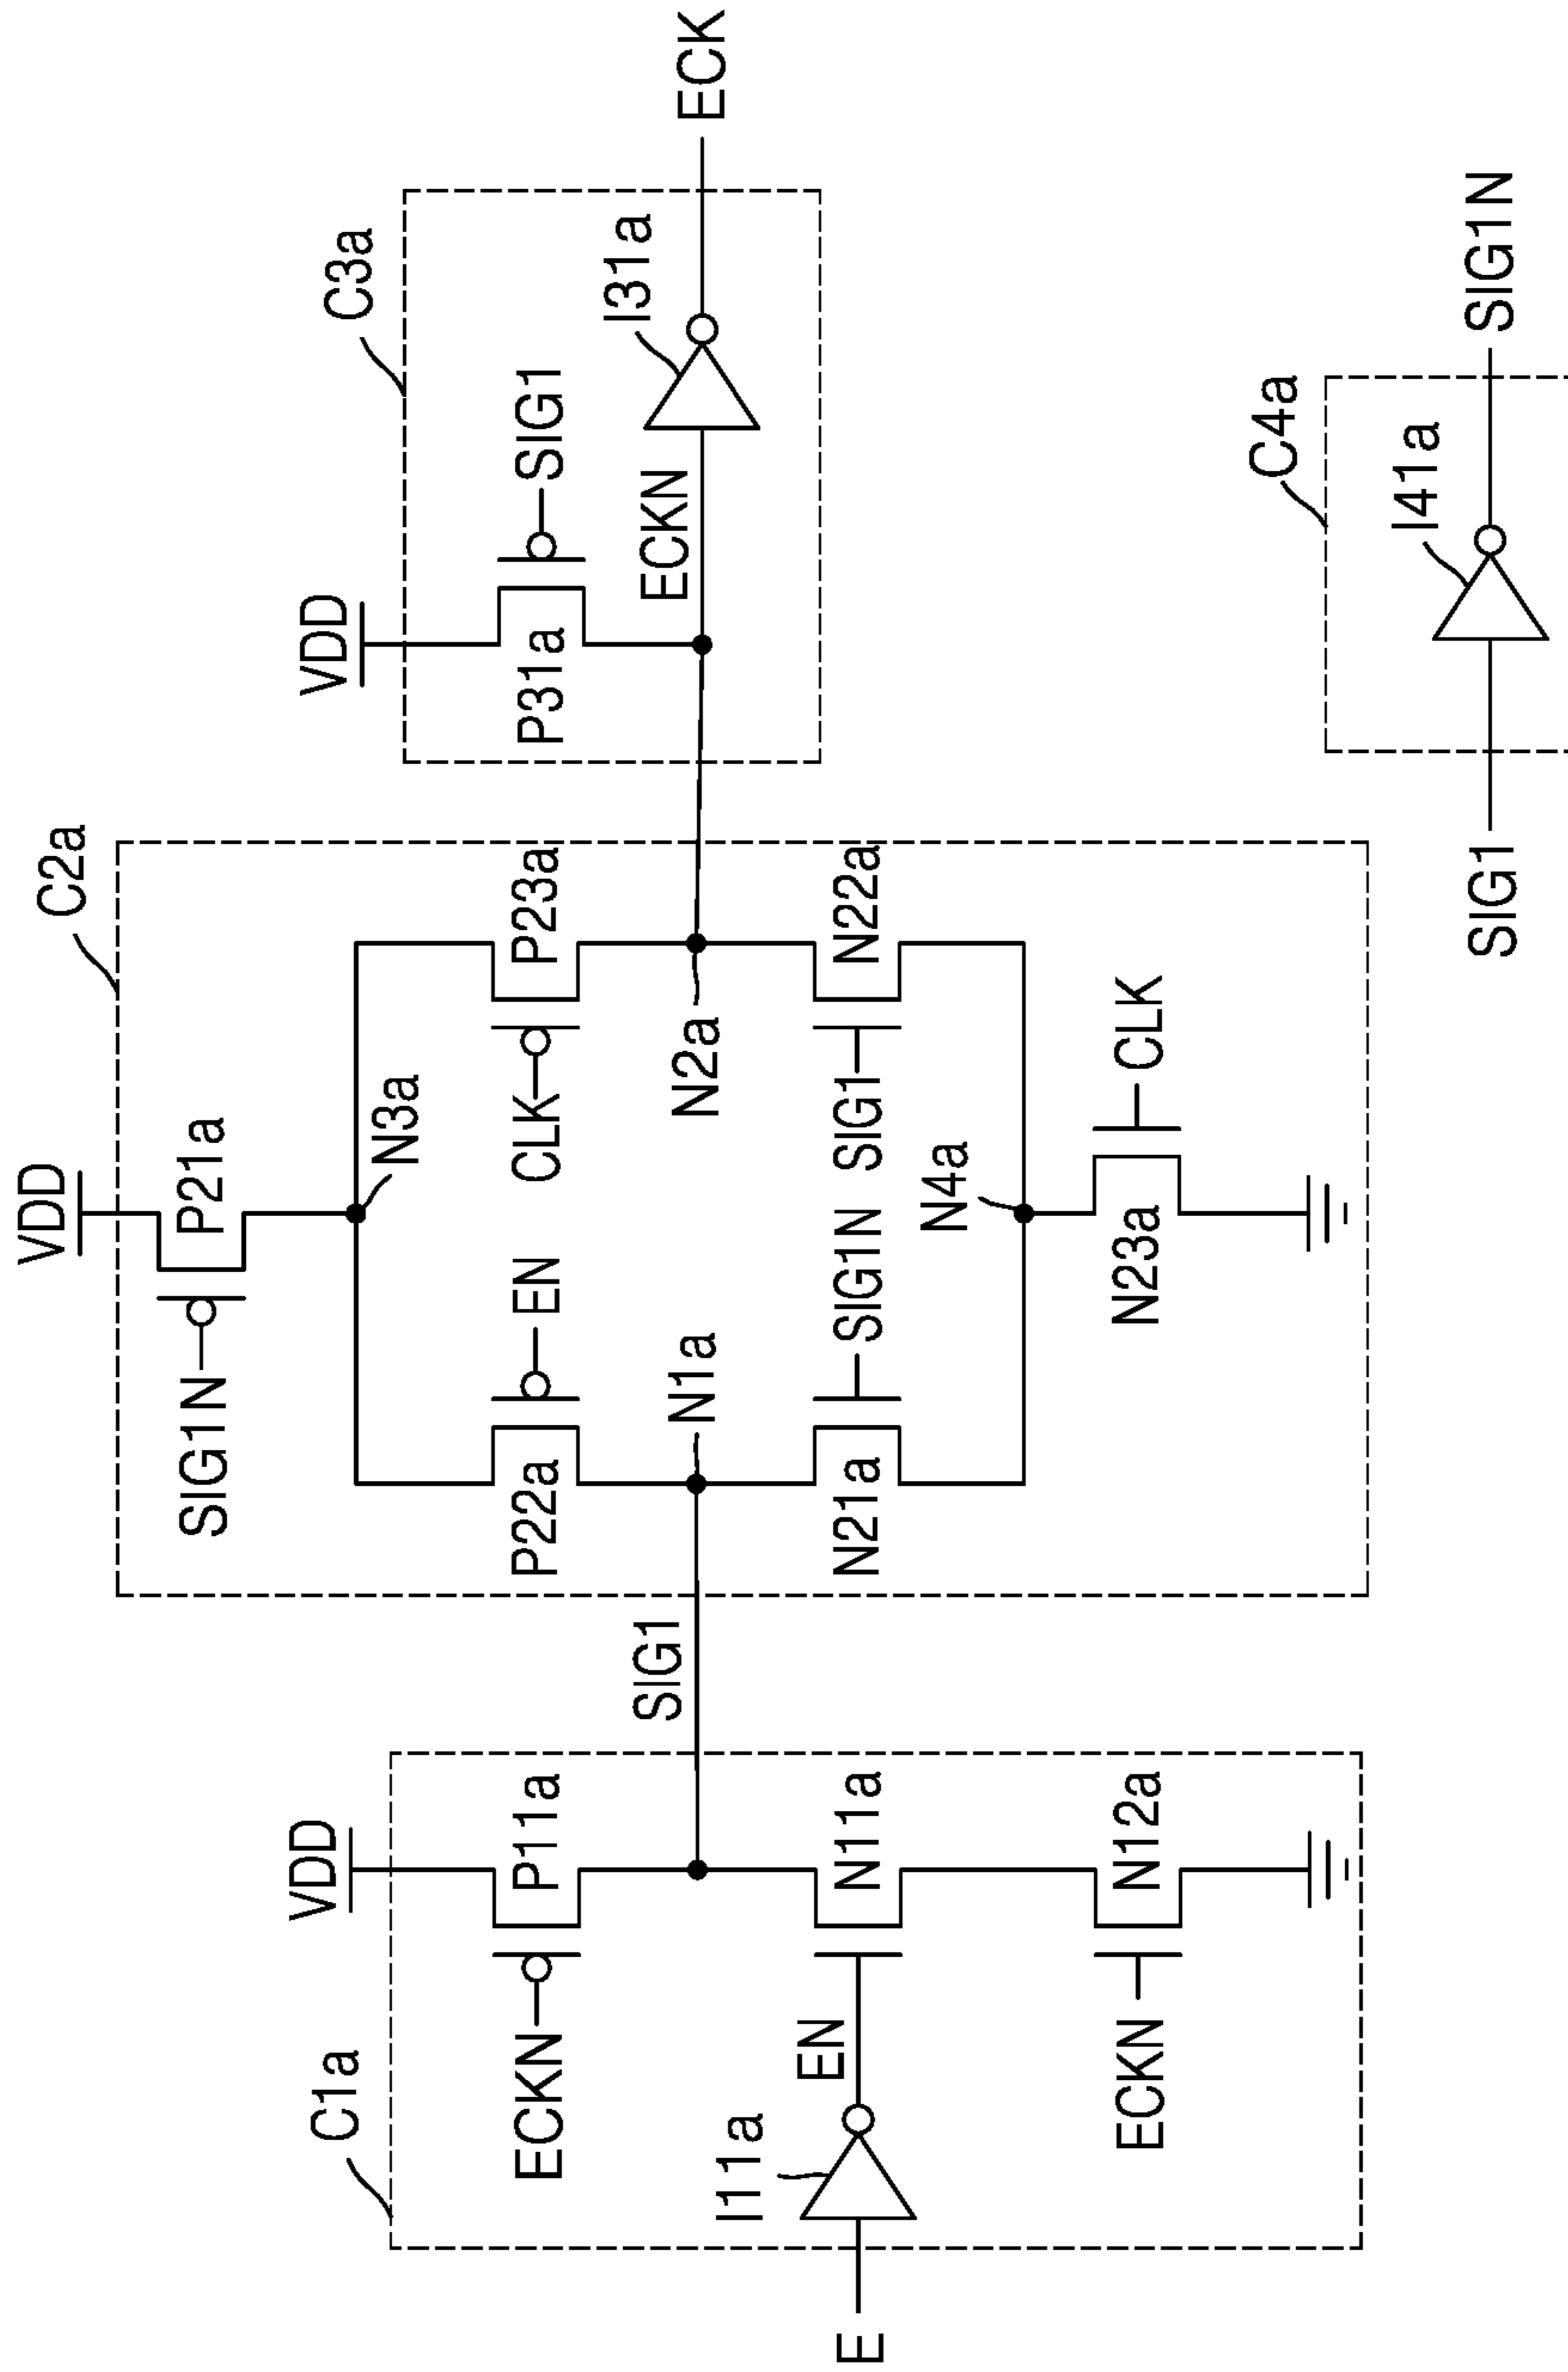 C1a
VDD
ECKN
P11a
SIG1
I11a
E
EN
N11a
ECKN
N12a
C2a
VDD
SIG1N
P21a
N3a
P22a
EN
CLK
P23a
N1a
N2a
N21a
SIG1N
SIG1
N22a
N4a
N23a
CLK
C3a
VDD
P31a
SIG1
I31a
ECKN
ECK
C4a
I41a
SIG1
SIG1N